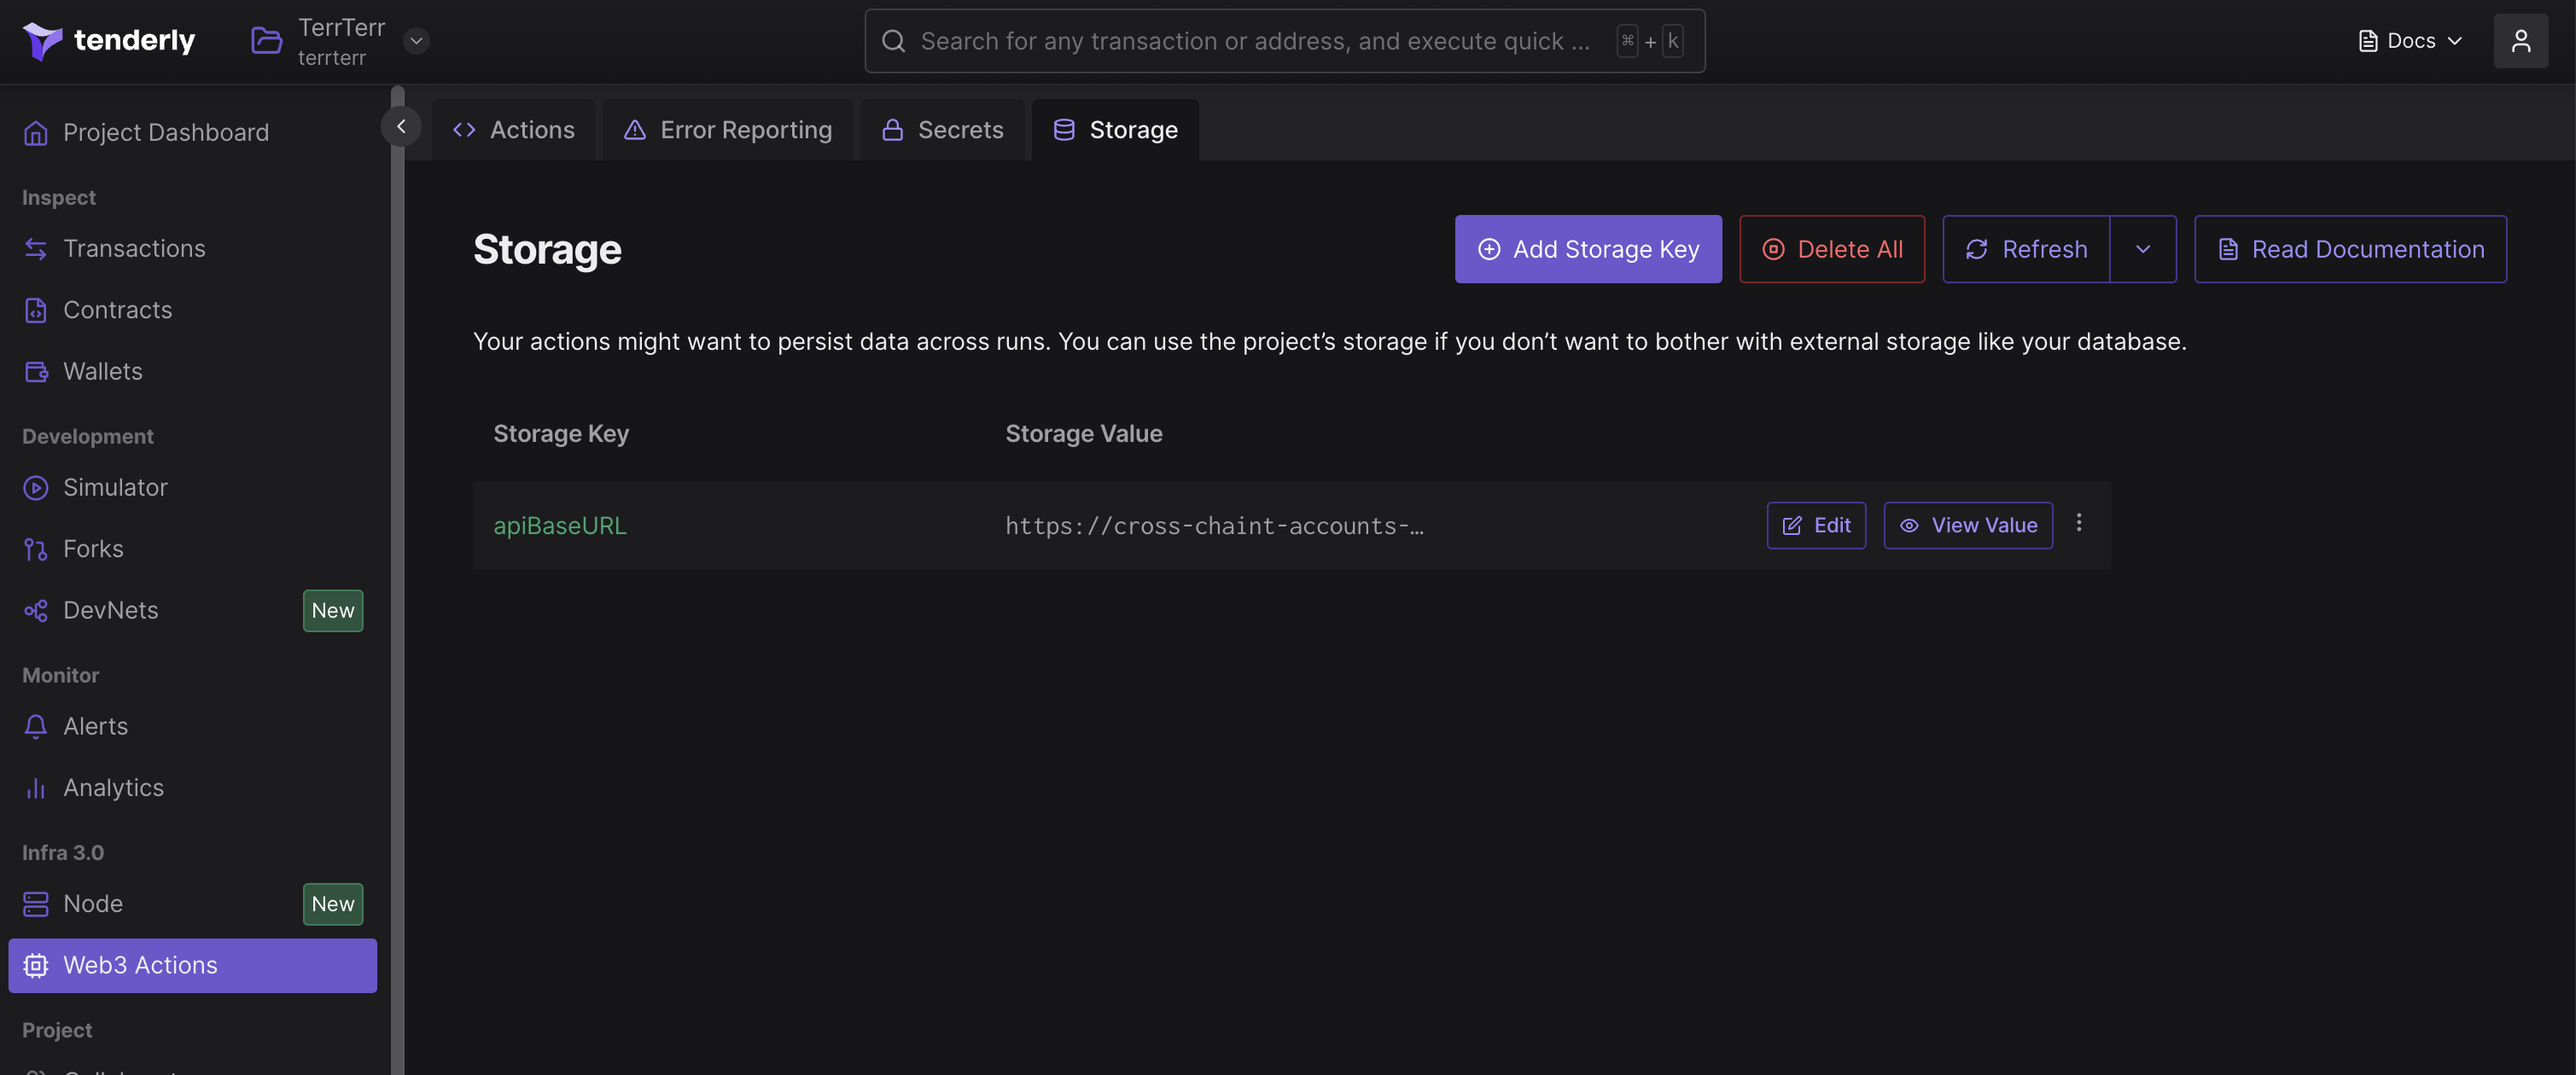 tenderly
TerrTerr
terrterr
Search for any transaction or address, and execute quick ...
⌘ + k
Docs
Project Dashboard
Inspect
Transactions
Contracts
Wallets
Development
Simulator
Forks
DevNets New
Monitor
Alerts
Analytics
Infra 3.0
Node New
Web3 Actions
Project
Actions
Error Reporting
Secrets
Storage
Storage
Add Storage Key
Delete All
Refresh
Read Documentation
Your actions might want to persist data across runs. You can use the project’s storage if you don’t want to bother with external storage like your database.
Storage Key Storage Value
apiBaseURL https://cross-chaint-accounts-… Edit View Value